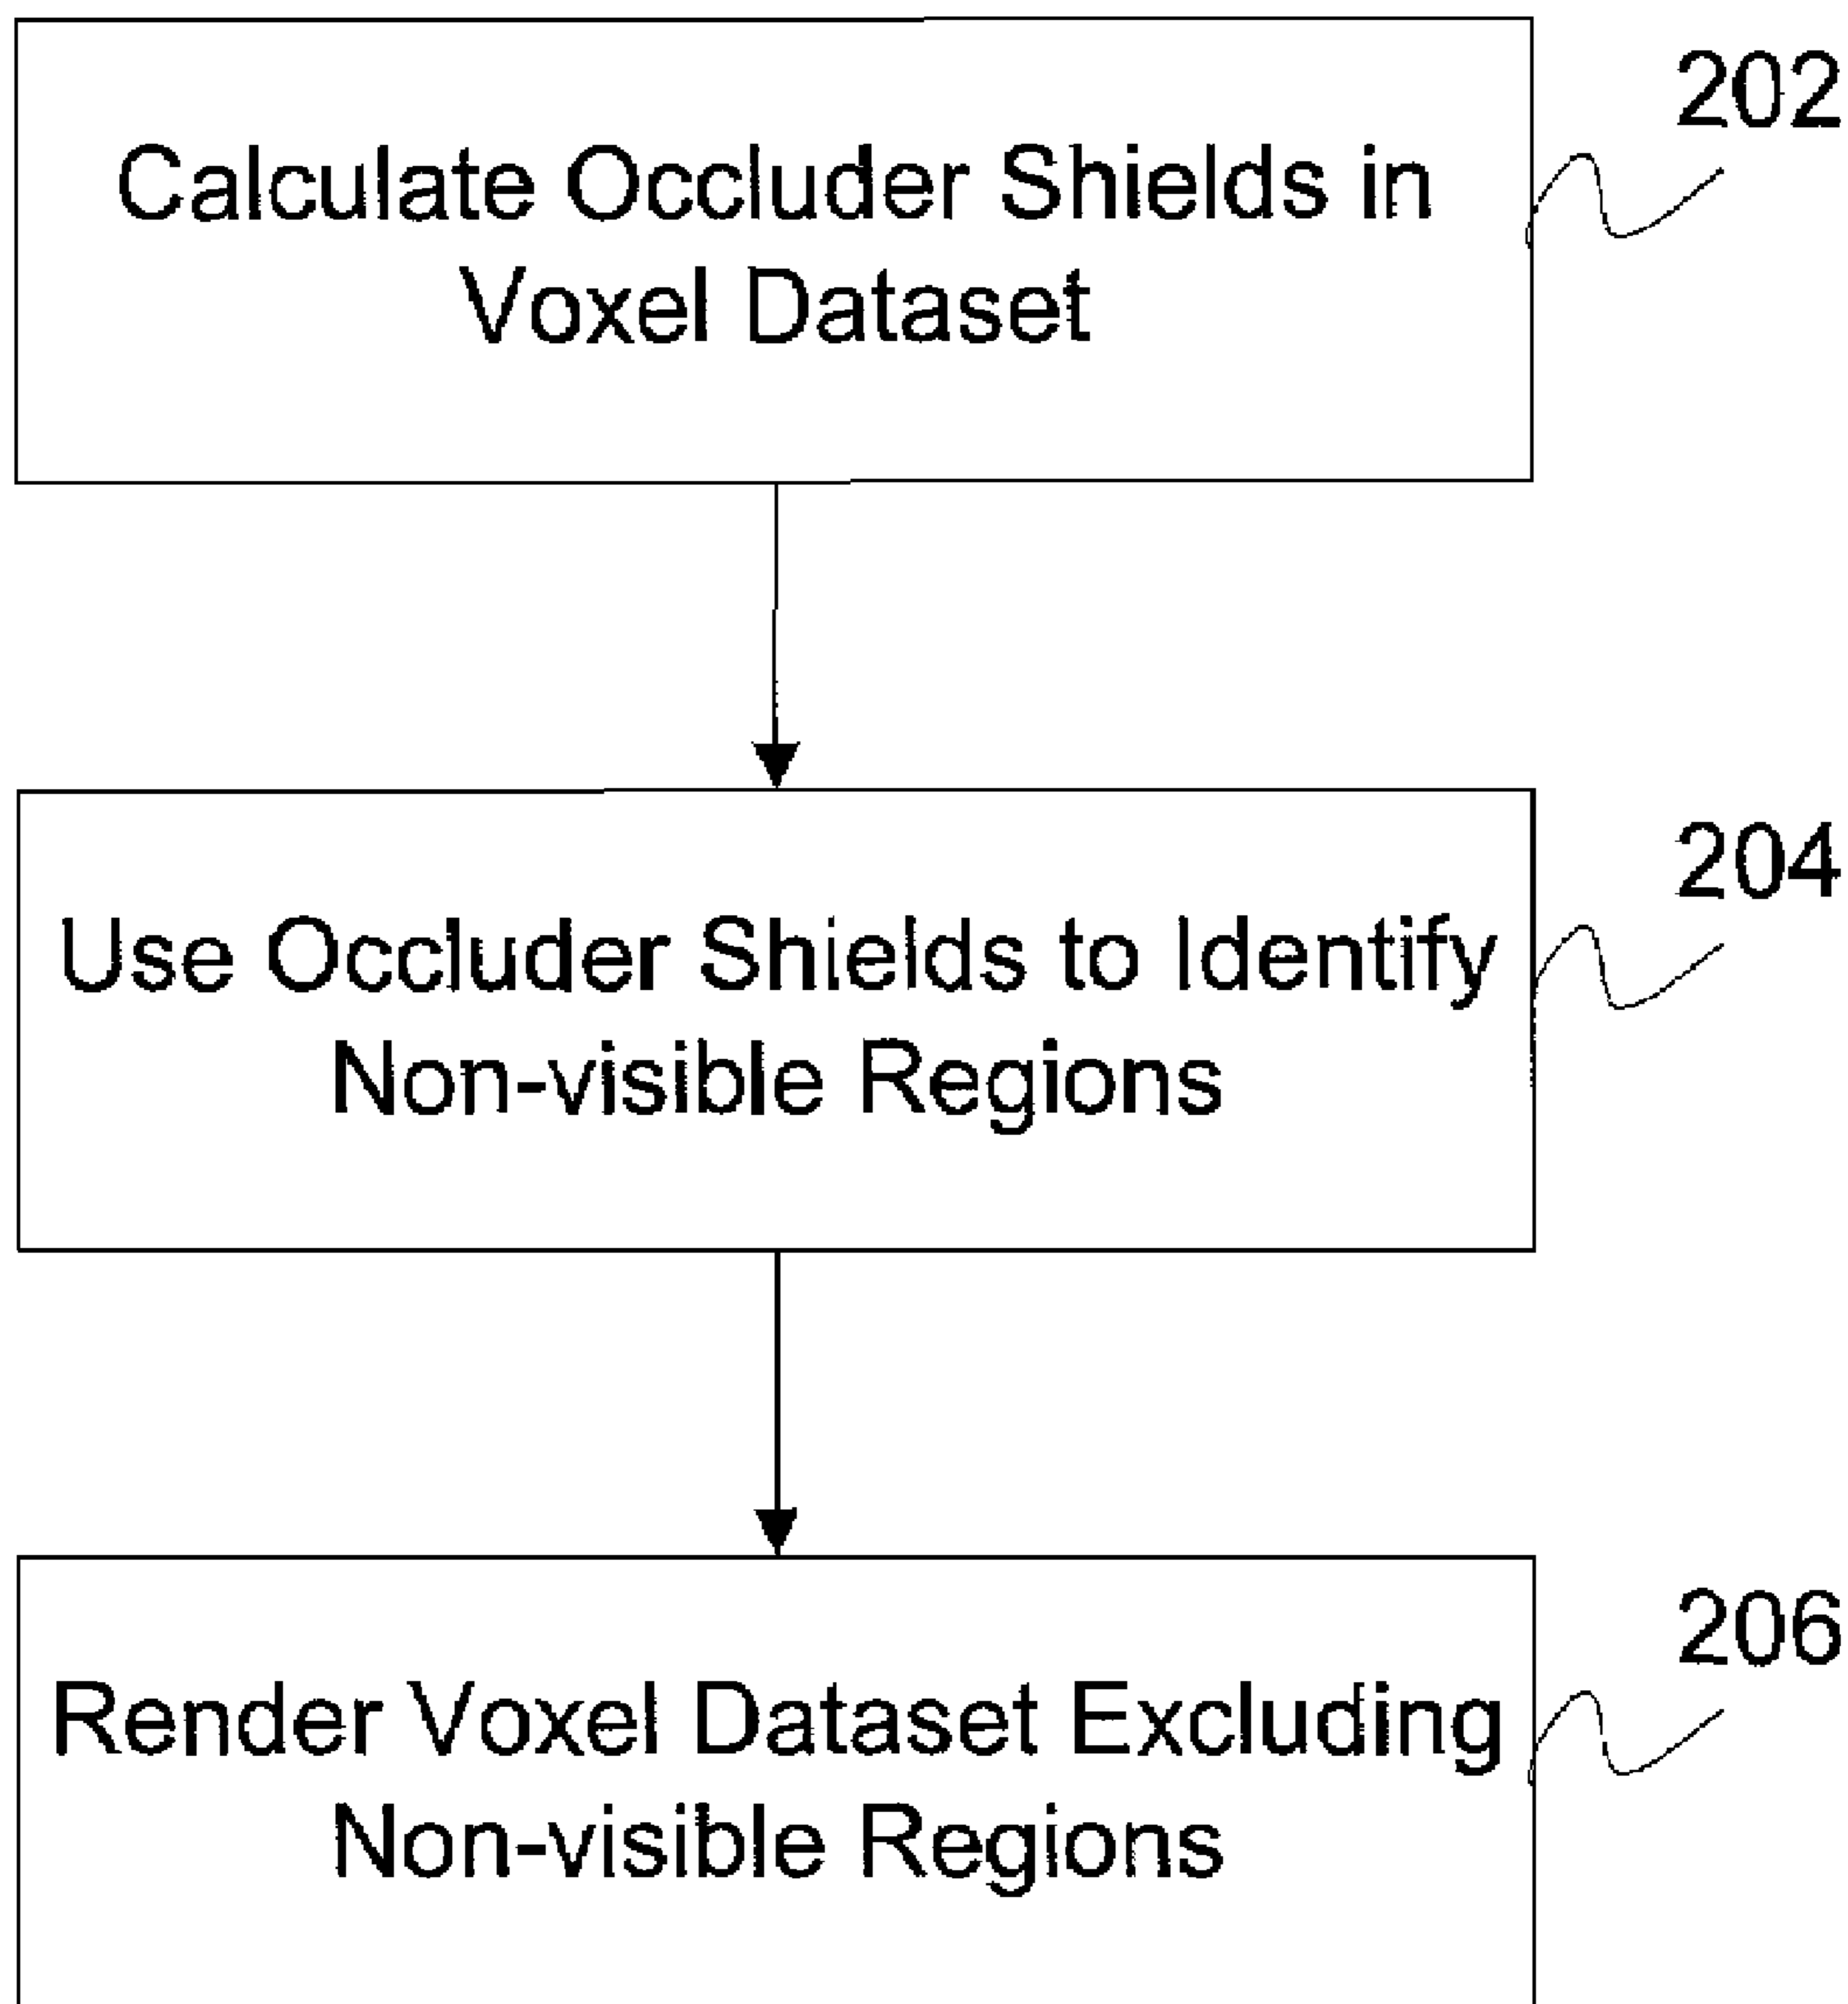 202
Calculate Occluder Shields in
Voxel Dataset
204
Use Occluder Shields to Identify
Non-visible Regions
206
Render Voxel Dataset Excluding
Non-visible Regions